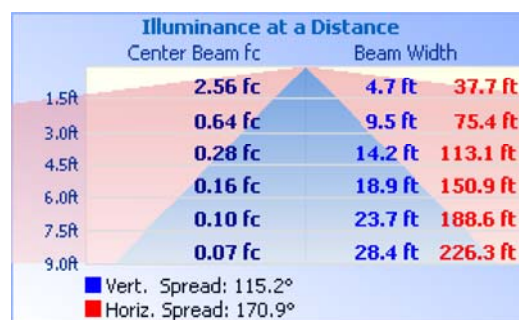 Illuminance at a Distance
Center Beam fc Beam Width
1.5ft 2.56 fc 4.7 ft 37.7 ft
3.0ft 0.64 fc 9.5 ft 75.4 ft
4.5ft 0.28 fc 14.2 ft 113.1 ft
6.0ft 0.16 fc 18.9 ft 150.9 ft
7.5ft 0.10 fc 23.7 ft 188.6 ft
9.0ft 0.07 fc 28.4 ft 226.3 ft
Vert. Spread: 115.2°
Horiz. Spread: 170.9°